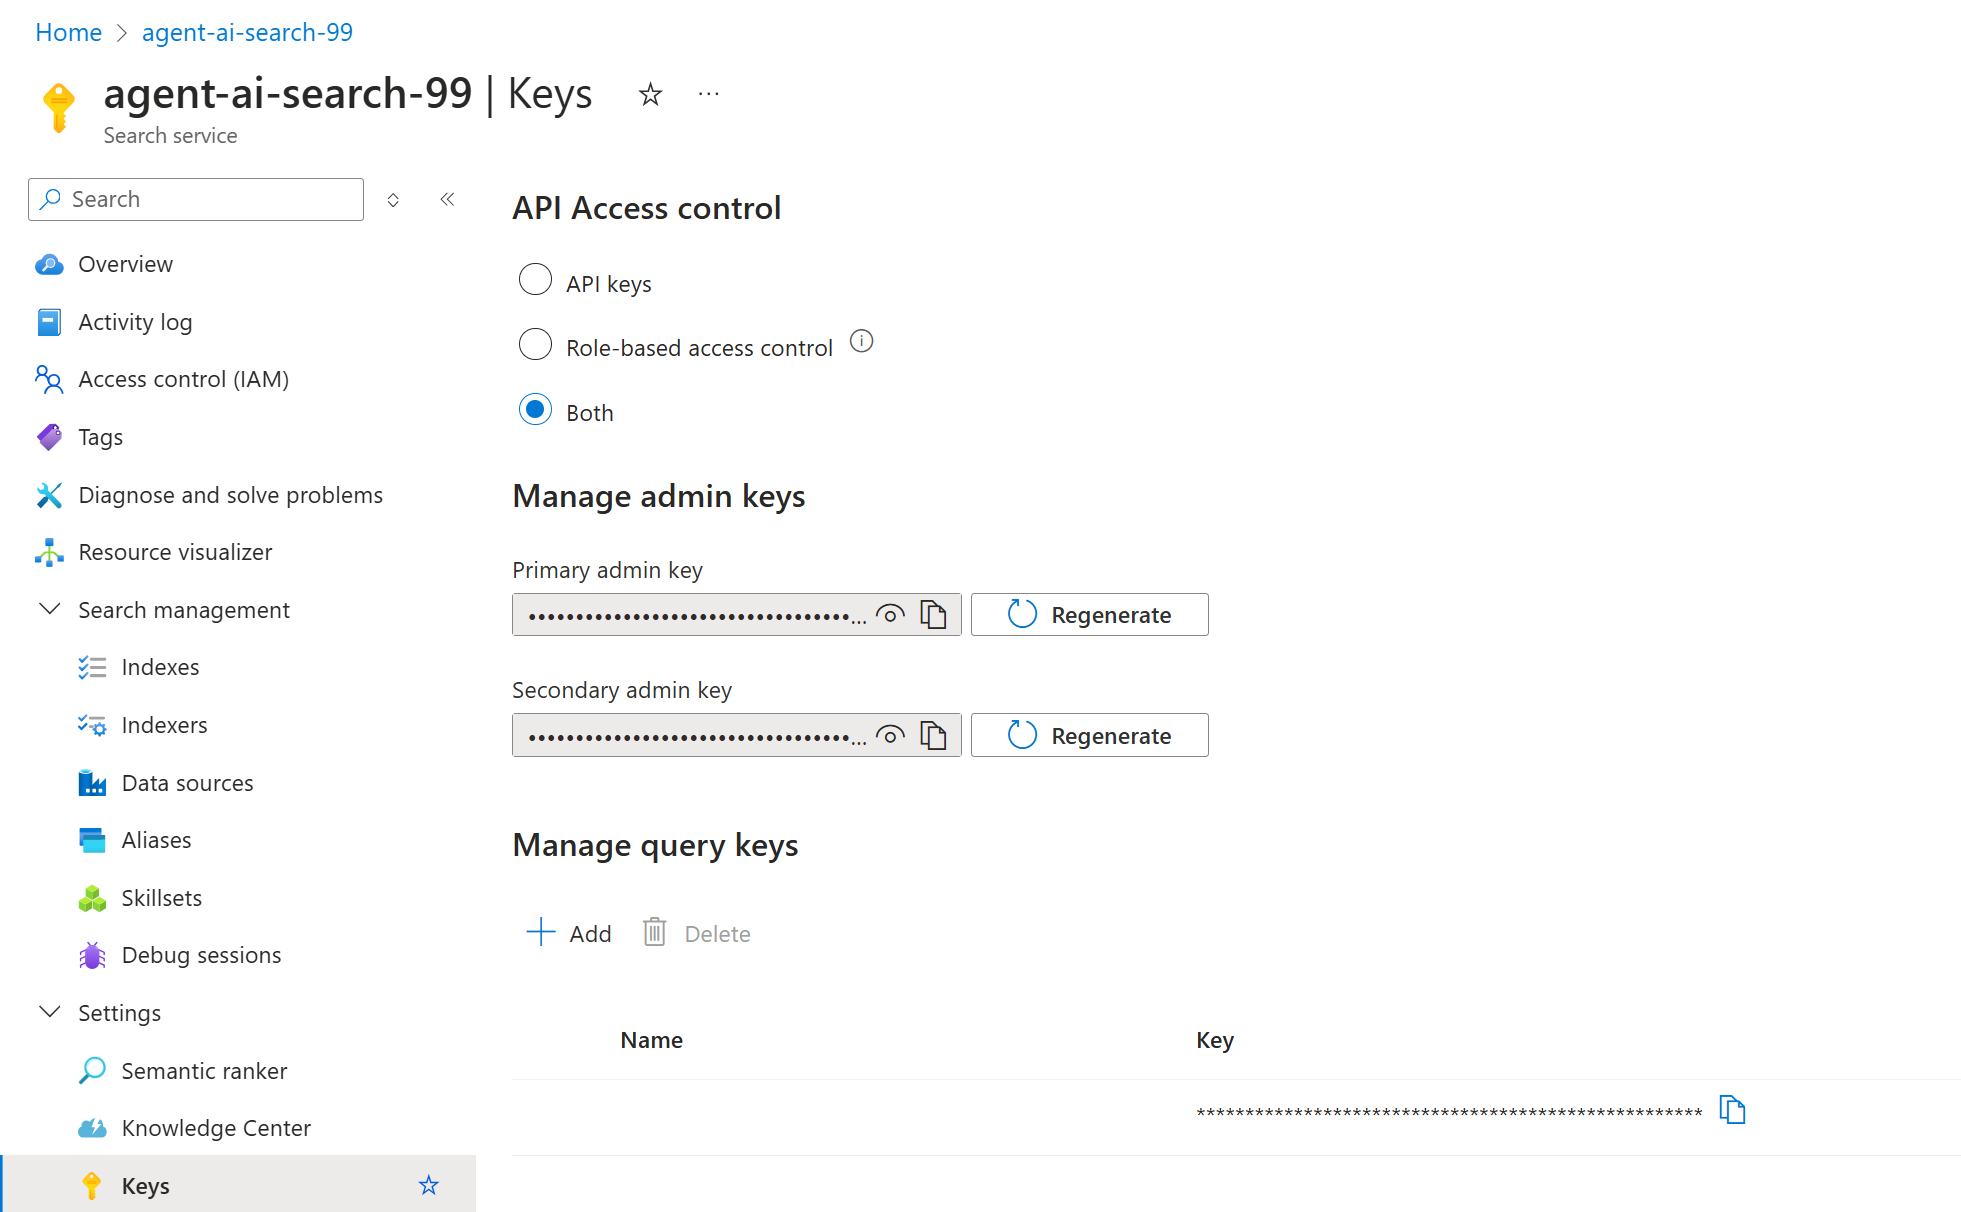 Home > agent-ai-search-99
agent-ai-search-99 | Keys ...
Search service
Search
Overview
Activity log
Access control (IAM)
Tags
Diagnose and solve problems
Resource visualizer
Search management
Indexes
Indexers
Data sources
Aliases
Skillsets
Debug sessions
Settings
Semantic ranker
Knowledge Center
Keys
API Access control
API keys
Role-based access control
Both
Manage admin keys
Primary admin key
••••••••••••••••••••••••••••••••••...
Regenerate
Secondary admin key
••••••••••••••••••••••••••••••••••...
Regenerate
Manage query keys
Add Delete
Name Key
****************************************************